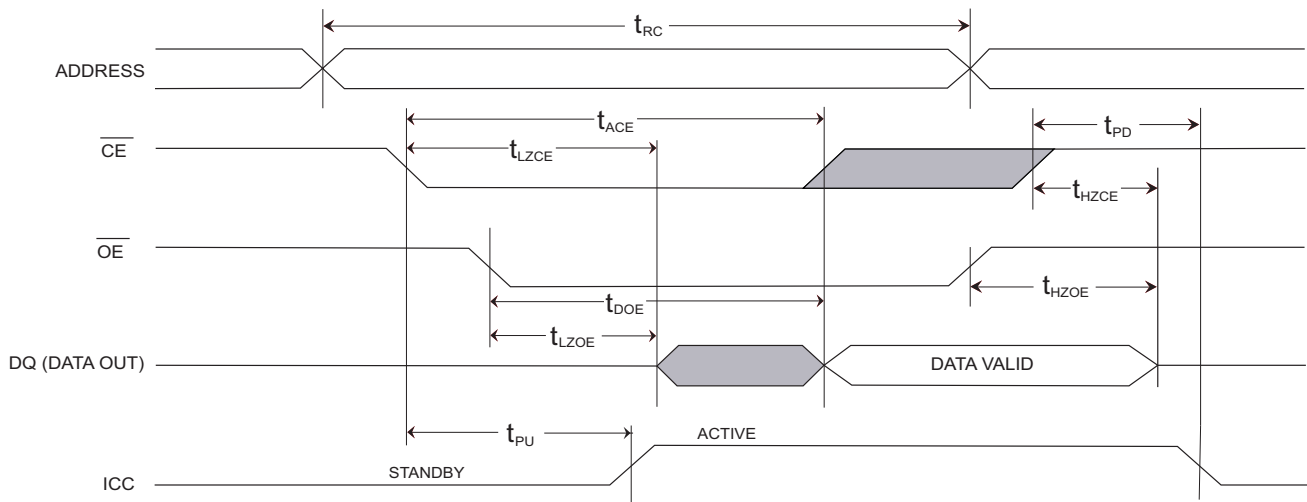 tRC
ADDRESS
tACE
tPD
CE
tLZCE
tHZCE
OE
tHZOE
tDOE
tLZOE
DQ (DATA OUT)
DATA VALID
tPU
ACTIVE
STANDBY
ICC